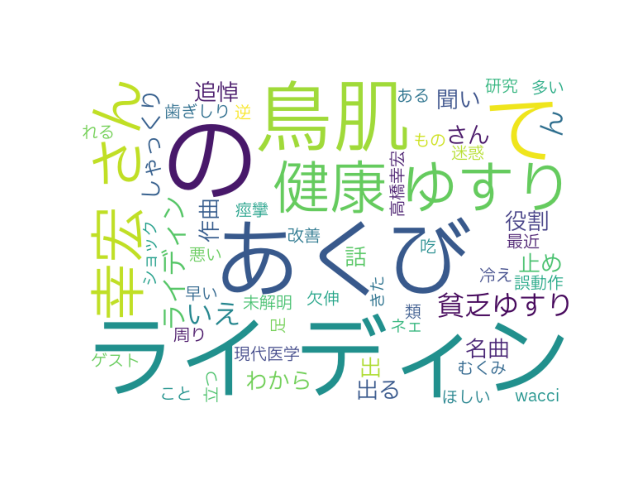 追悼
鳥肌
ある
聞い
研究
多い
歯ぎしり
逆
さん
れる
しゃっくり
の
て
ん
もの
さん
迷惑
健康
高橋幸宏
ゆすり
幸宏
作曲
痙攣
あくび
役割
ショック
ライディン
悪い
改善
話
吃
最近
止め
冷え
誤動作
早い
いえ
未解明
欠伸
きた
類
貧乏ゆすり
周り
ネェ
ライディン
現代医学
名曲
ゲスト
わから
出
出る
むくみ
こと
立つ
ほしい
wacci